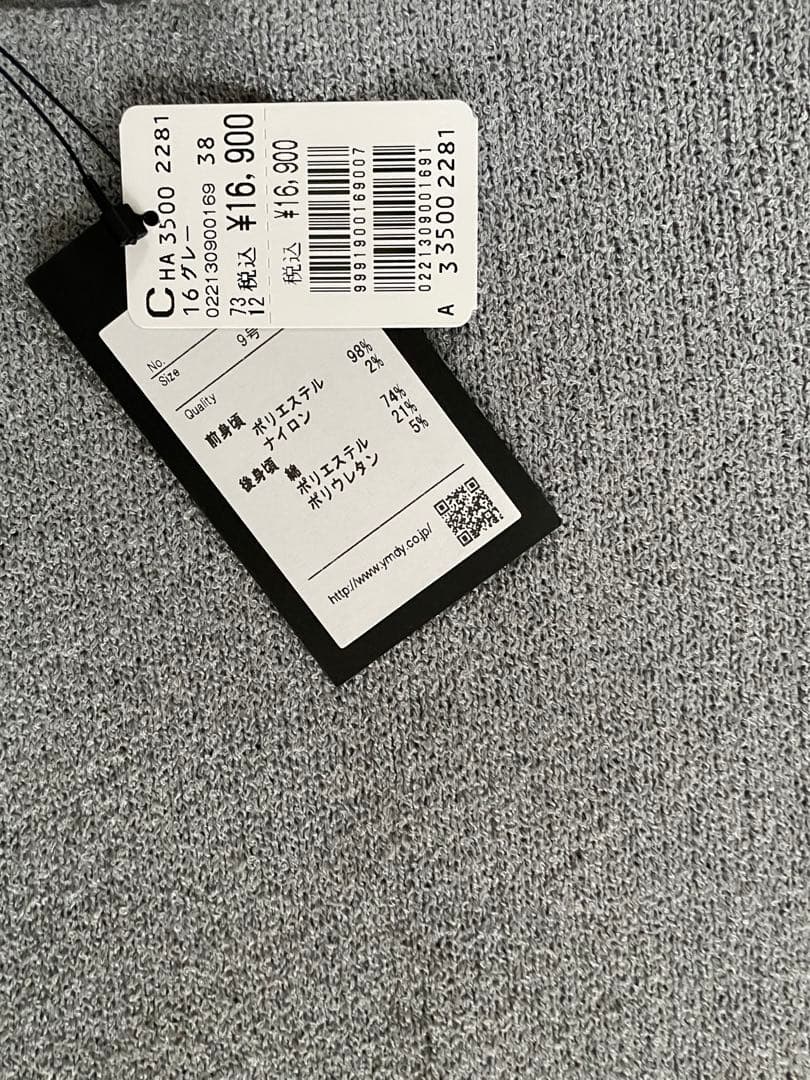 C HA 3500 2281
16 グレー
022130900169 38
73
12 税込 ¥16,900
税込 ¥16,900
9991900169007
0221309001691
A 3 3500 2281
No.
Size 9号
Quality
前身頃 ポリエステル 98%
ナイロン 2%
後身頃 綿 74%
ポリエステル 21%
ポリウレタン 5%
http://www.ymdy.co.jp/